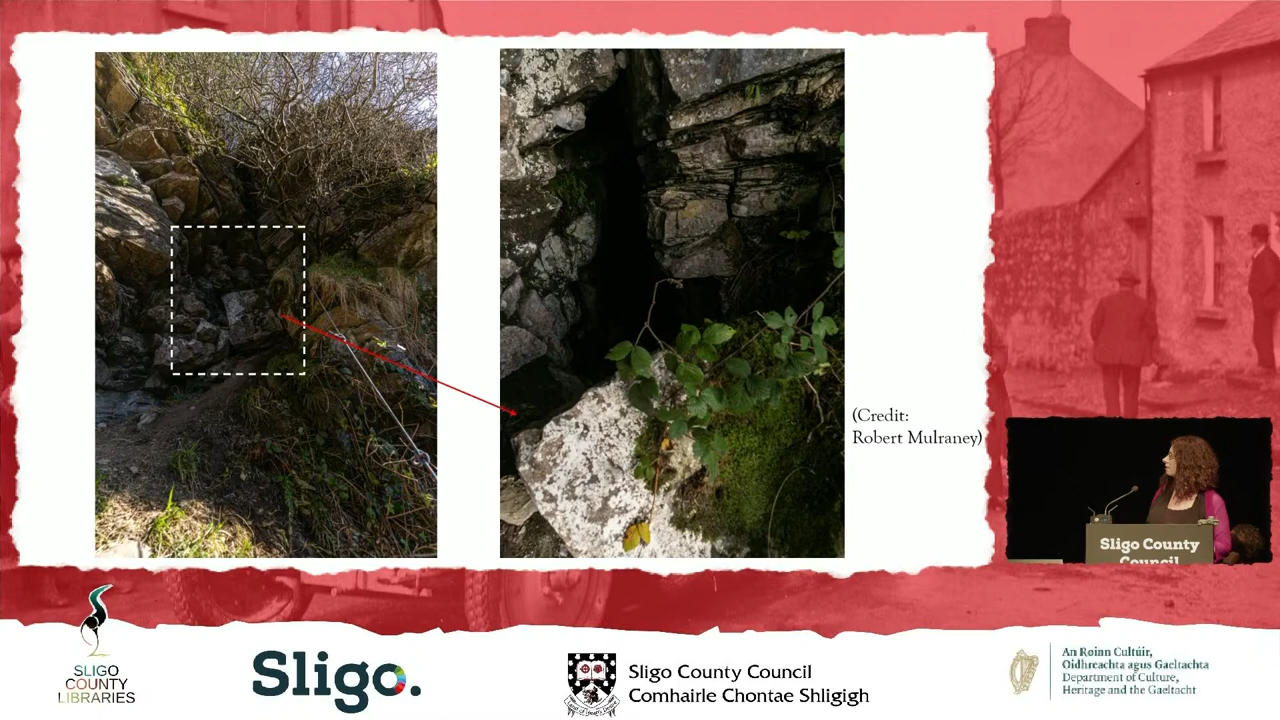 (Credit:
Robert Mulraney)
Sligo County
Council
SLIGO
COUNTY
LIBRARIES
Sligo.
Sligo County Council
Comhairle Chontae Shligigh
An Roinn Cultúir,
Oidhreachta agus Gaeltachta
Department of Culture,
Heritage and the Gaeltacht